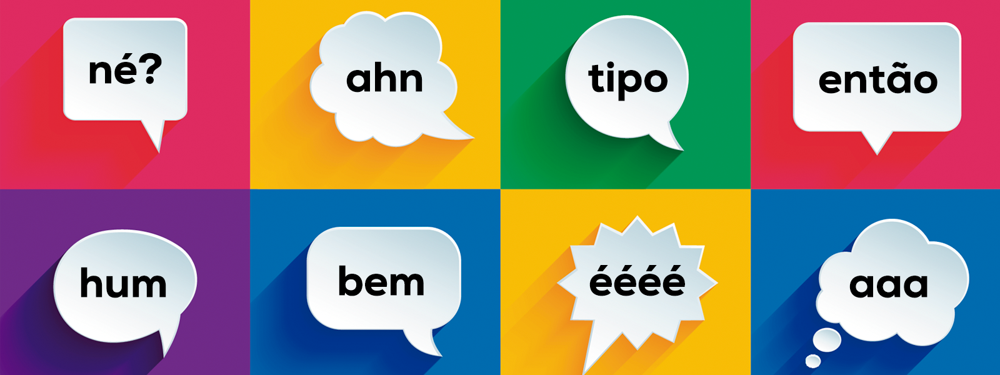 né?
ahn
tipo
então
hum
bem
éééé
aaa